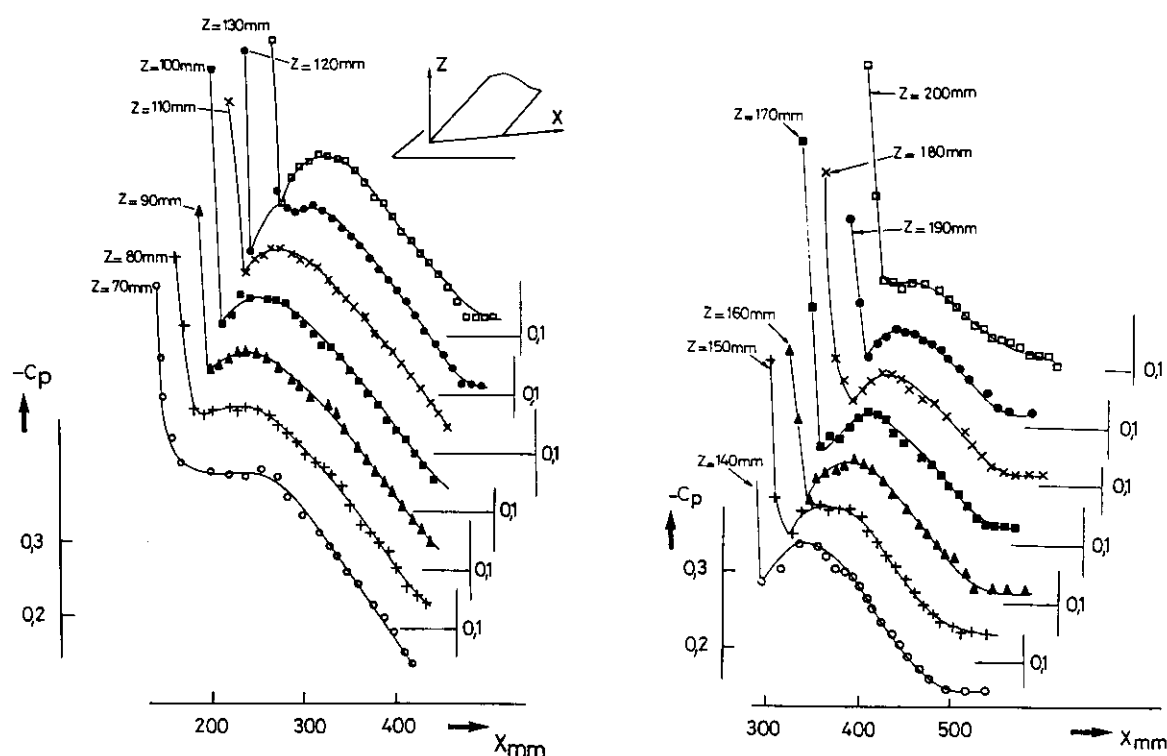 Z=130mm
Z=120mm
Z=100mm
Z=110mm
Z=90mm
Z=80mm
Z=70mm
Z
X
-Cp
0,3
0,2
0,1
0,1
0,1
0,1
0,1
0,1
200
300
400
Xmm
Z=200mm
Z=170mm
Z=180mm
Z=190mm
Z=160mm
Z=150mm
Z=140mm
-Cp
0,3
0,2
0,1
0,1
0,1
0,1
0,1
0,1
300
400
500
Xmm